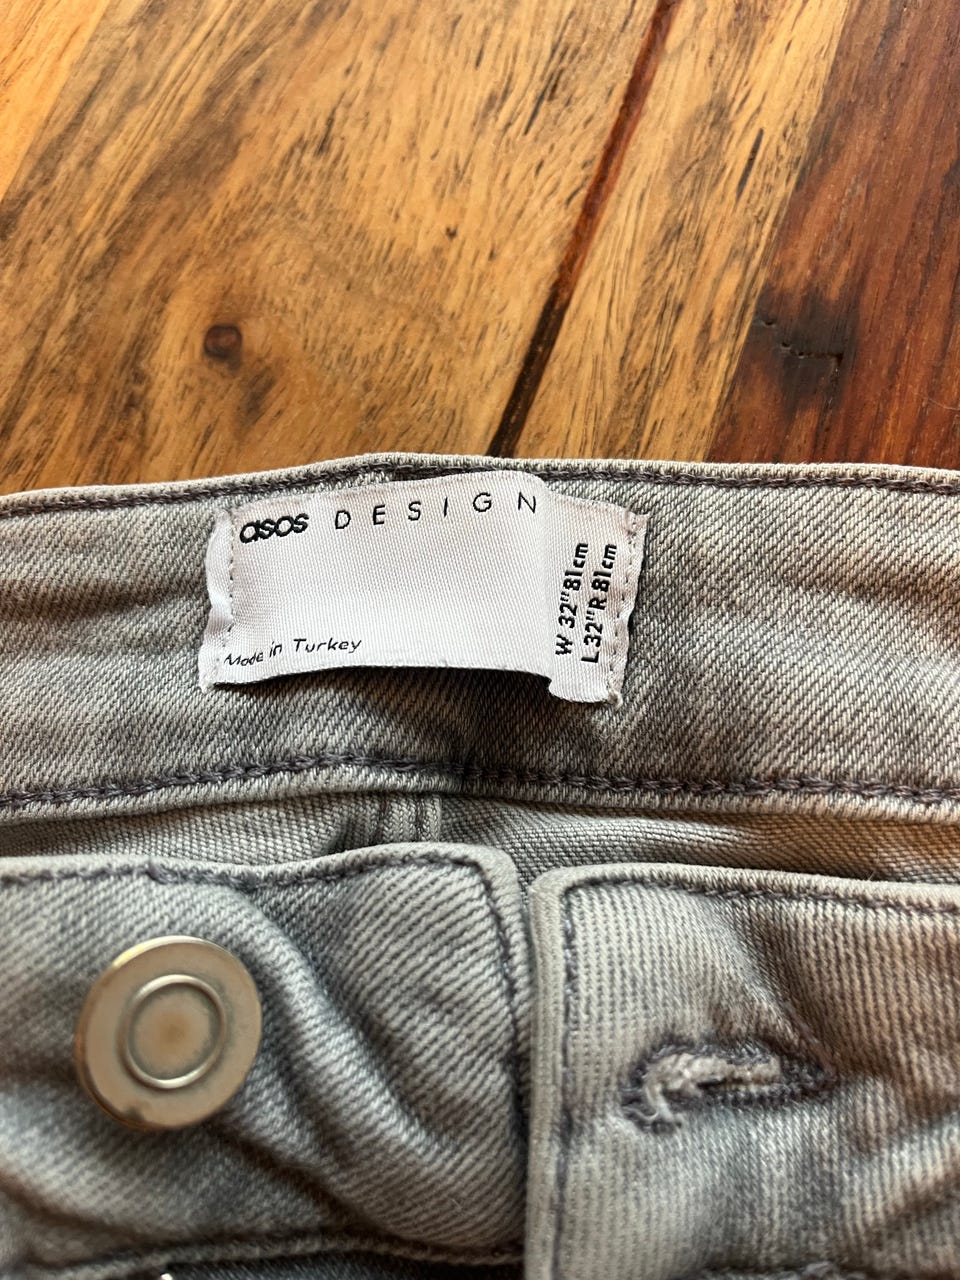 asos DESIGN
Made in Turkey
W 32" 81cm
L 32" R 81cm